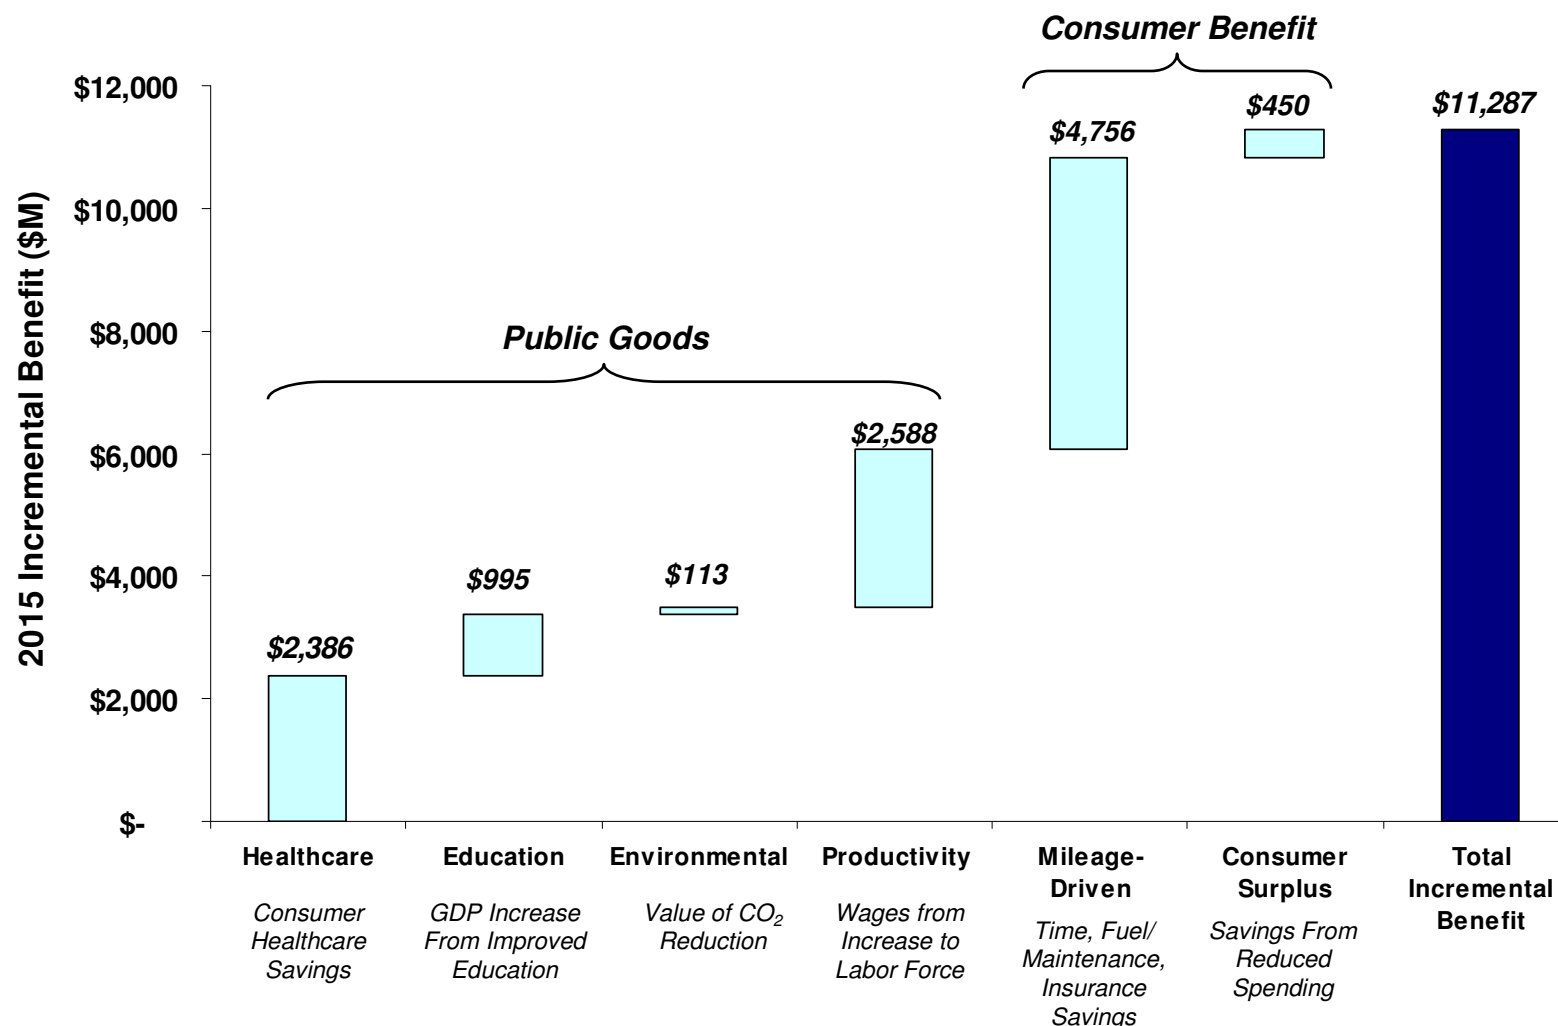 Consumer Benefit
$12,000
$10,000
$8,000
$6,000
$4,000
$2,000
$-
2015 Incremental Benefit ($M)
Public Goods
$2,386
$995
$113
$2,588
$4,756
$450
$11,287
Healthcare
Consumer
Healthcare
Savings
Education
GDP Increase
From Improved
Education
Environmental
Value of CO₂
Reduction
Productivity
Wages from
Increase to
Labor Force
Mileage-
Driven
Time, Fuel/
Maintenance,
Insurance
Savings
Consumer
Surplus
Savings From
Reduced
Spending
Total
Incremental
Benefit